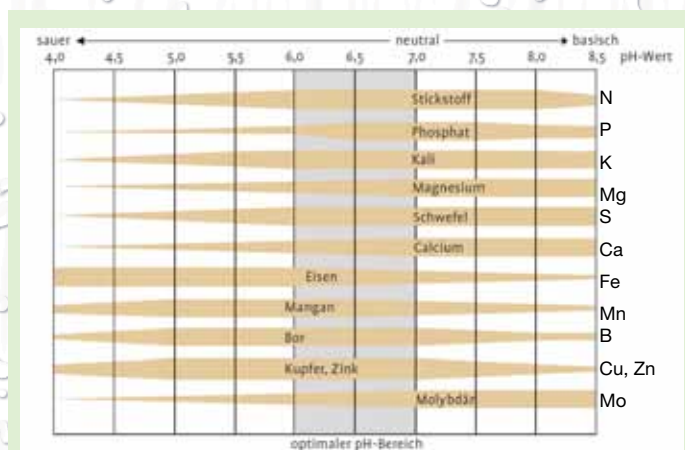 sauer neutral basisch
4,0 4,5 5,0 5,5 6,0 6,5 7,0 7,5 8,0 8,5 pH-Wert
Stickstoff N
Phosphat P
Kali K
Magnesium Mg
Schwefel S
Calcium Ca
Eisen Fe
Mangan Mn
Bor B
Kupfer, Zink Cu, Zn
Molybdän Mo
optimaler pH-Bereich